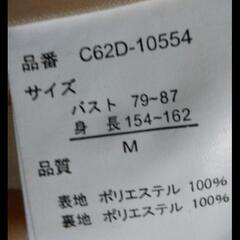 品番 C62D-10554
サイズ
バスト 79~87
身 長 154~162
M
品質
表地 ポリエステル 100%
裏地 ポリエステル 100%